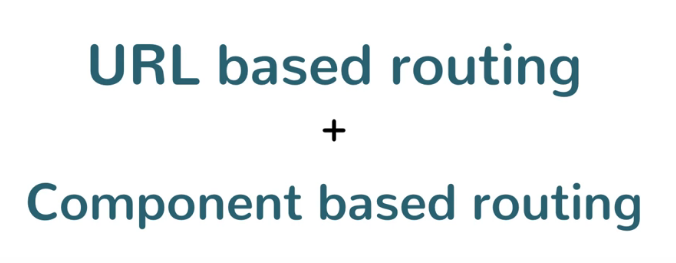 URL based routing
+
Component based routing